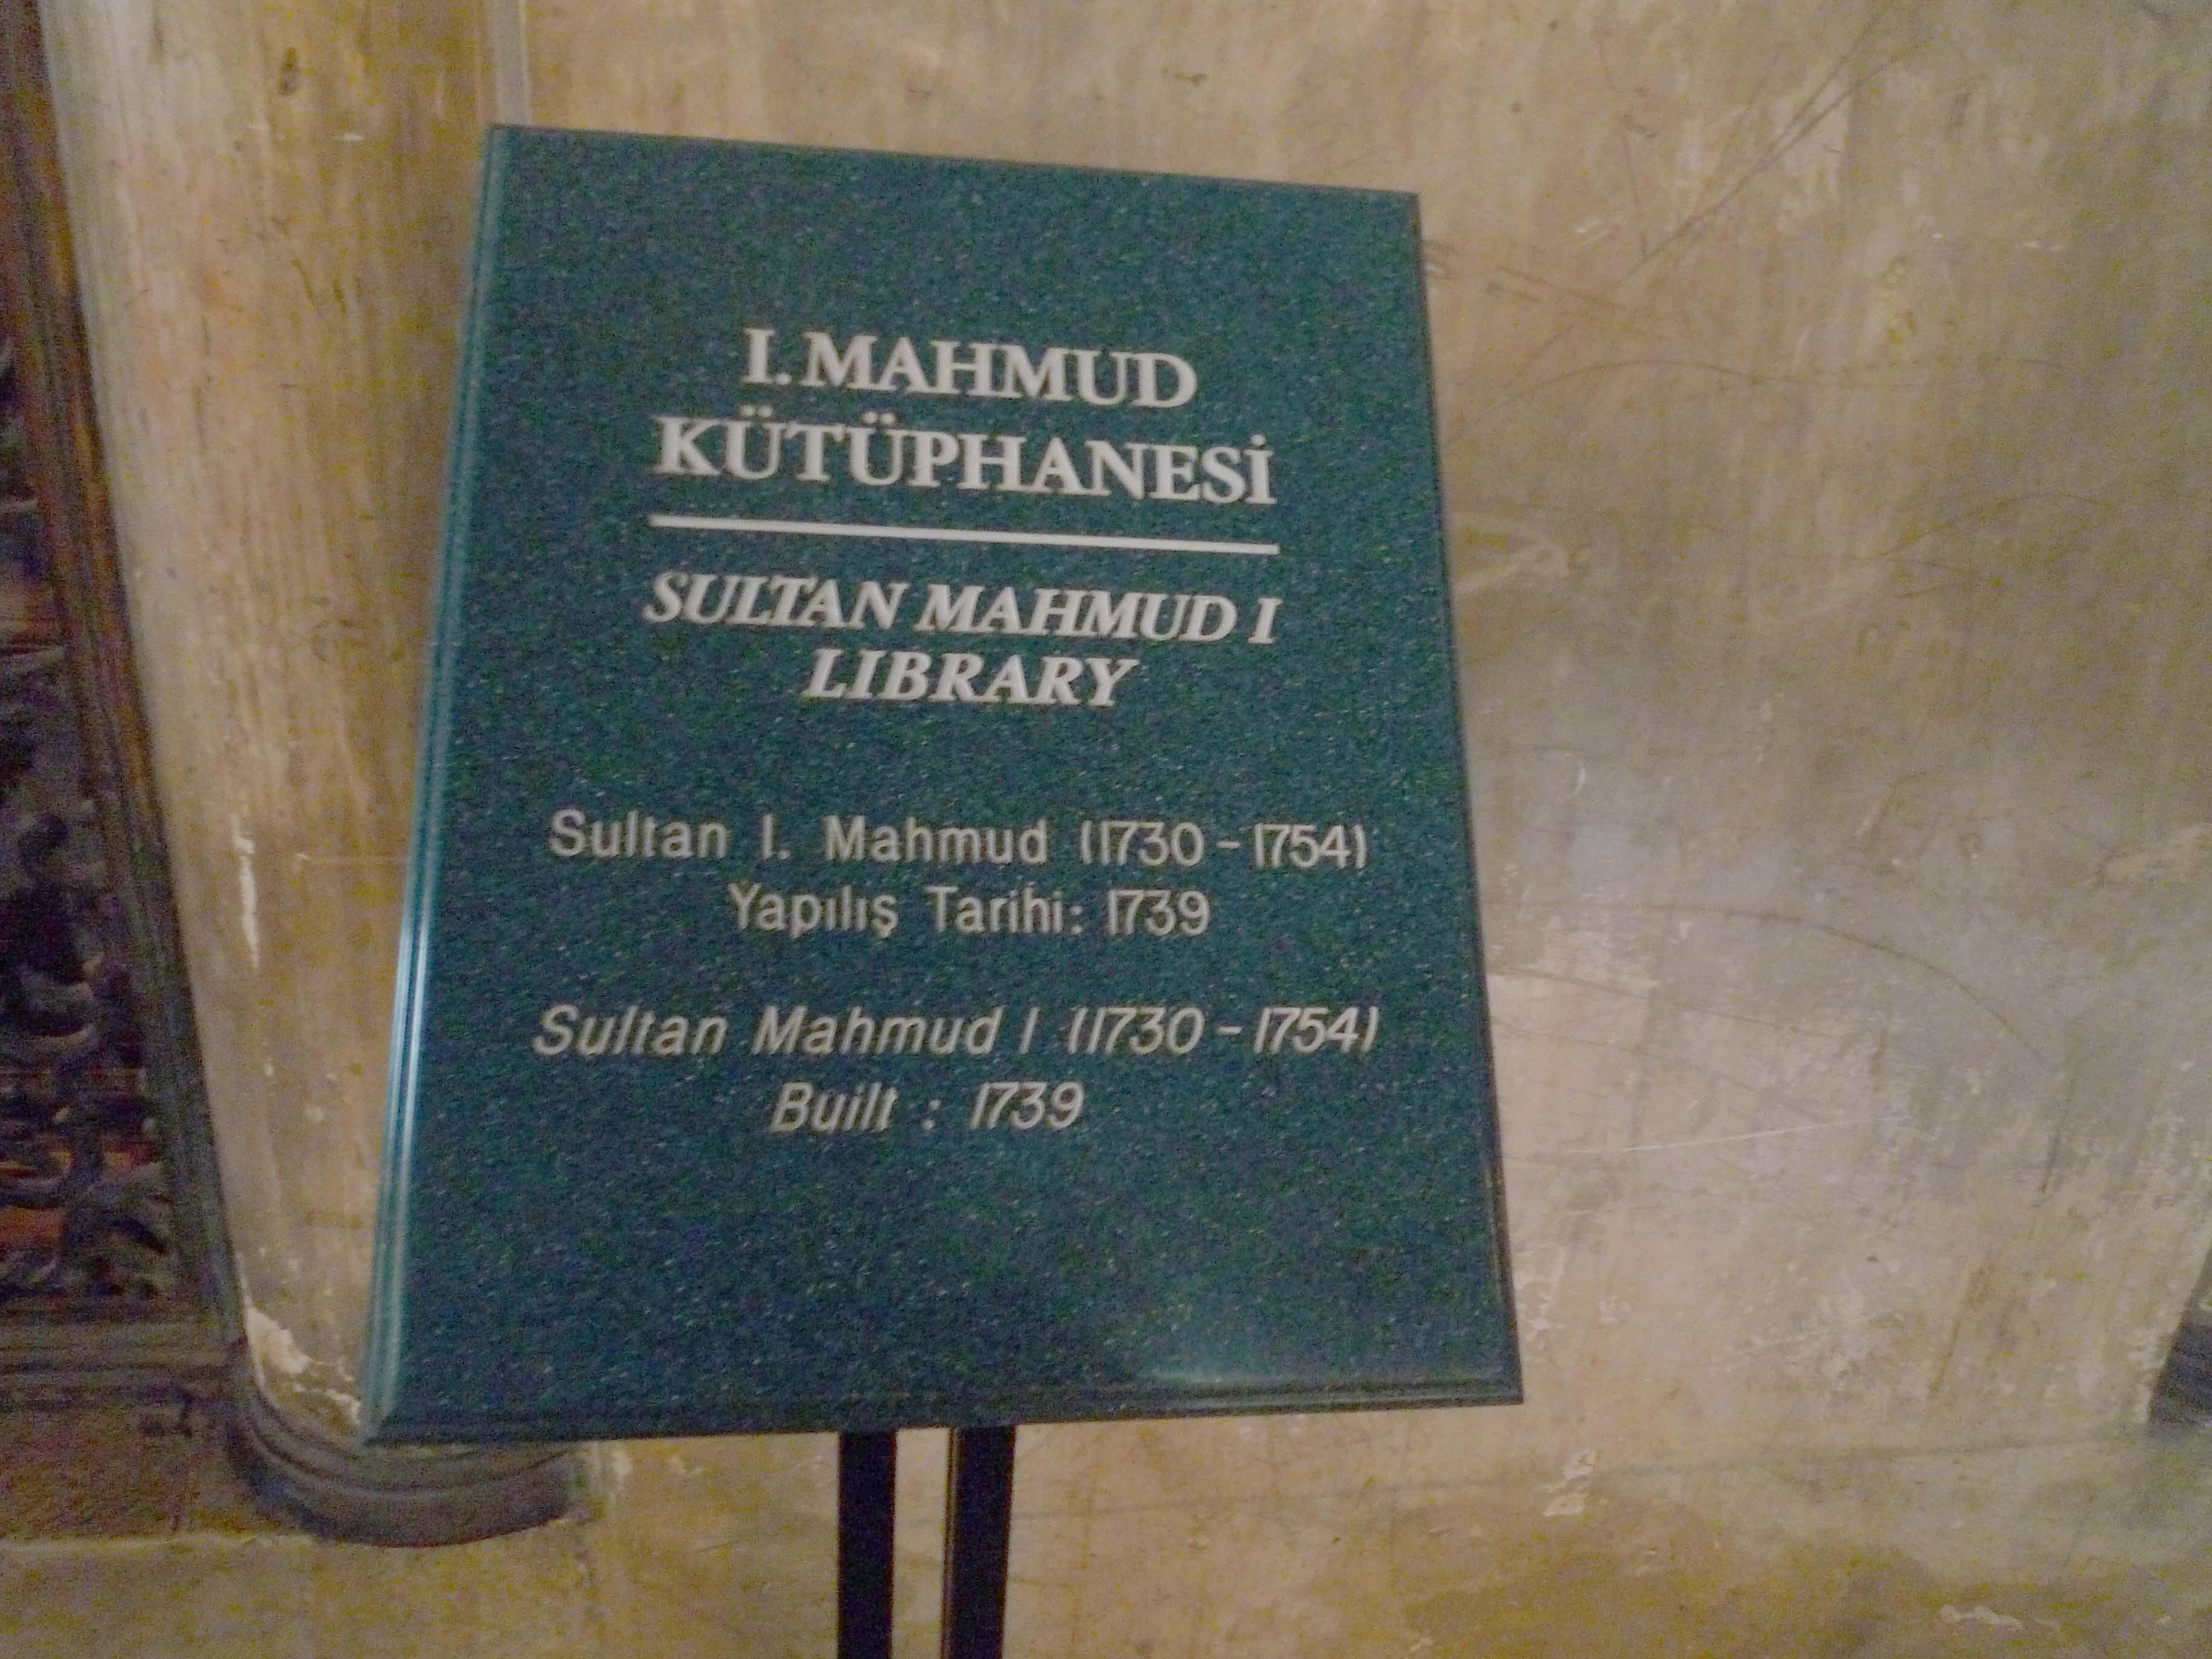 I. MAHMUD
KÜTÜPHANESİ
SULTAN MAHMUD I
LIBRARY
Sultan I. Mahmud (1730-1754)
Yapılış Tarihi: 1739
Sultan Mahmud I (1730-1754)
Built : 1739